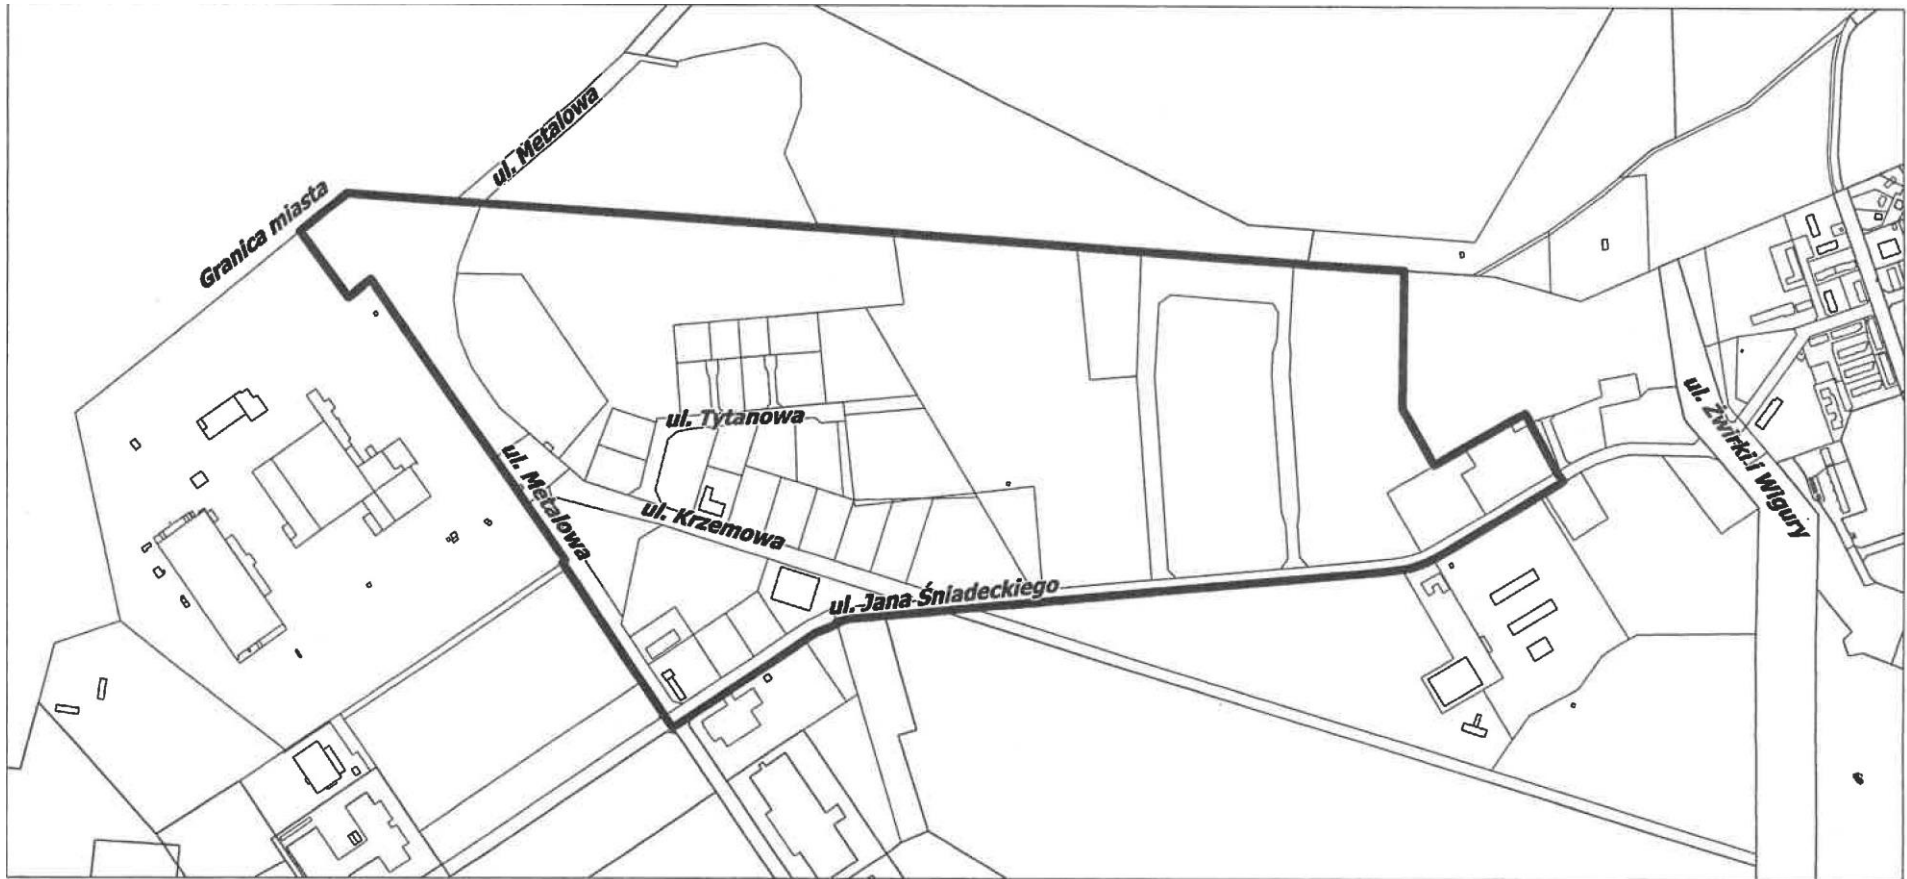 ul. Metalowa
Granica miasta
ul. Tytanowa
ul. Żwirki i Wigury
ul. Metalowa
ul. Krzemowa
ul. Jana Śniadeckiego